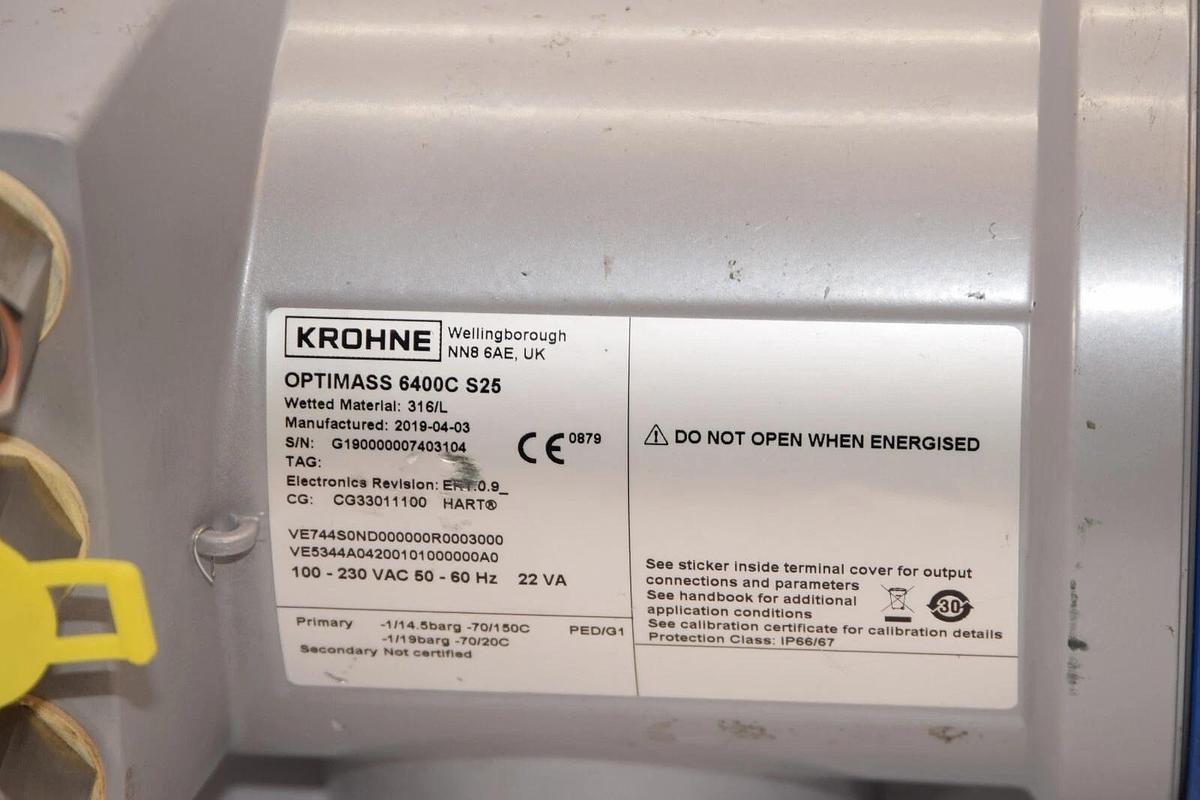 KROHNE
Wellingborough
NN8 6AE, UK
OPTIMASS 6400C S25
Wetted Material: 316/L
Manufactured: 2019-04-03
S/N: G190000007403104
CE 0879
TAG:
Electronics Revision: 0.9_
CG: CG33011100 HART®
VE744S0ND000000R0003000
VE5344A04200101000000A0
100 - 230 VAC 50 - 60 Hz 22 VA
Primary -1/14.5barg -70/150C PED/G1
-1/19barg -70/20C
Secondary Not certified
DO NOT OPEN WHEN ENERGISED
See sticker inside terminal cover for output
connections and parameters
See handbook for additional
application conditions
30
See calibration certificate for calibration details
Protection Class: IP66/67